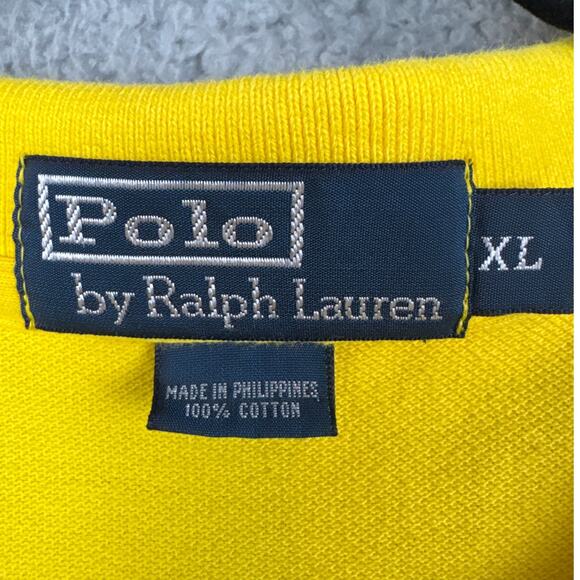 Polo
by Ralph Lauren
XL
MADE IN PHILIPPINES
100% COTTON